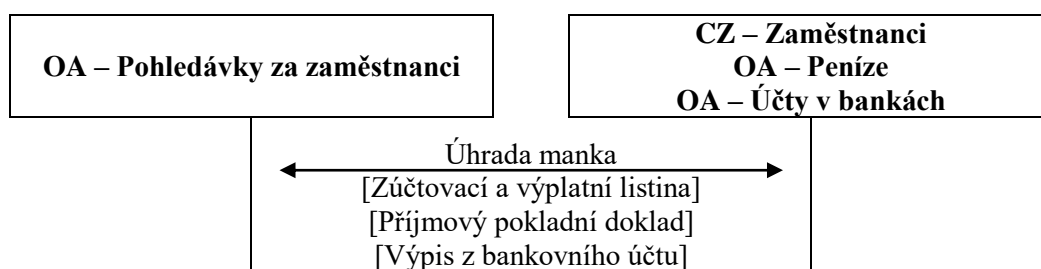 OA – Pohledávky za zaměstnanci
CZ – Zaměstnanci
OA – Peníze
OA – Účty v bankách
Úhrada manka
[Zúčtovací a výplatní listina]
[Příjmový pokladní doklad]
[Výpis z bankovního účtu]